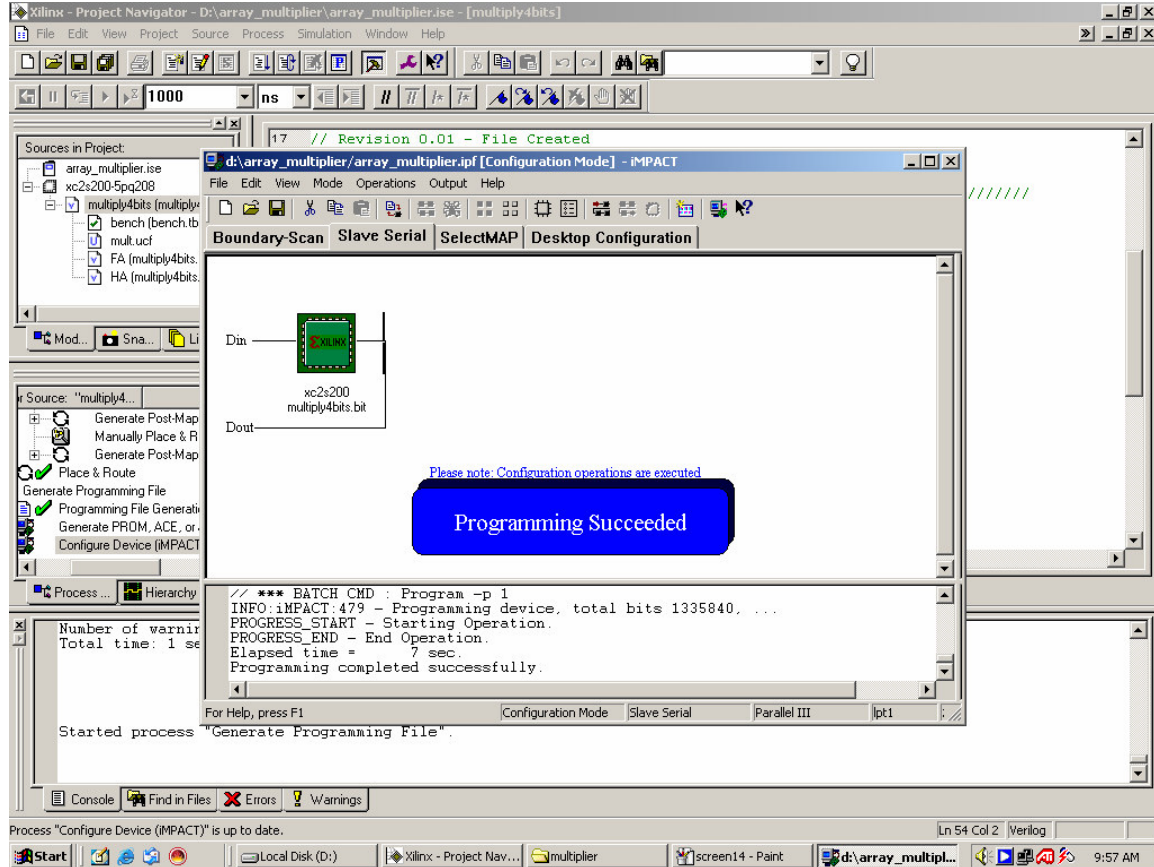 Xilinx - Project Navigator - D:\array_multiplier\array_multiplier.ise - [multiply4bits]
File Edit View Project Source Process Simulation Window Help
1000 ns
Sources in Project:
array_multiplier.ise
xc2s200-5pq208
multiply4bits (multiply4
bench (bench.tb
mult.ucf
FA (multiply4bits.
HA (multiply4bits.
Mod... Sna... Li
17 // Revision 0.01 - File Created
///////
d:\array_multiplier/array_multiplier.ipf [Configuration Mode] - iMPACT
File Edit View Mode Operations Output Help
Boundary-Scan Slave Serial SelectMAP Desktop Configuration
Din
XILINX
xc2s200
multiply4bits.bit
Dout
Please note: Configuration operations are executed
Programming Succeeded
// *** BATCH CMD : Program -p 1
INFO:iMPACT:479 - Programming device, total bits 1335840, ...
PROGRESS_START - Starting Operation.
PROGRESS_END - End Operation.
Elapsed time = 7 sec.
Programming completed successfully.
For Help, press F1 Configuration Mode Slave Serial Parallel III lpt1
r Source: "multiply4...
Generate Post-Map
Manually Place & R
Generate Post-Map
Place & Route
Generate Programming File
Programming File Generati
Generate PROM, ACE, or
Configure Device (iMPACT
Process ... Hierarchy
Number of warnin
Total time: 1 se
Started process "Generate Programming File".
Console Find in Files Errors Warnings
Process "Configure Device (iMPACT)" is up to date. Ln 54 Col 2 Verilog
Start Local Disk (D:) Xilinx - Project Nav... multiplier screen14 - Paint d:\array_multipl... 9:57 AM